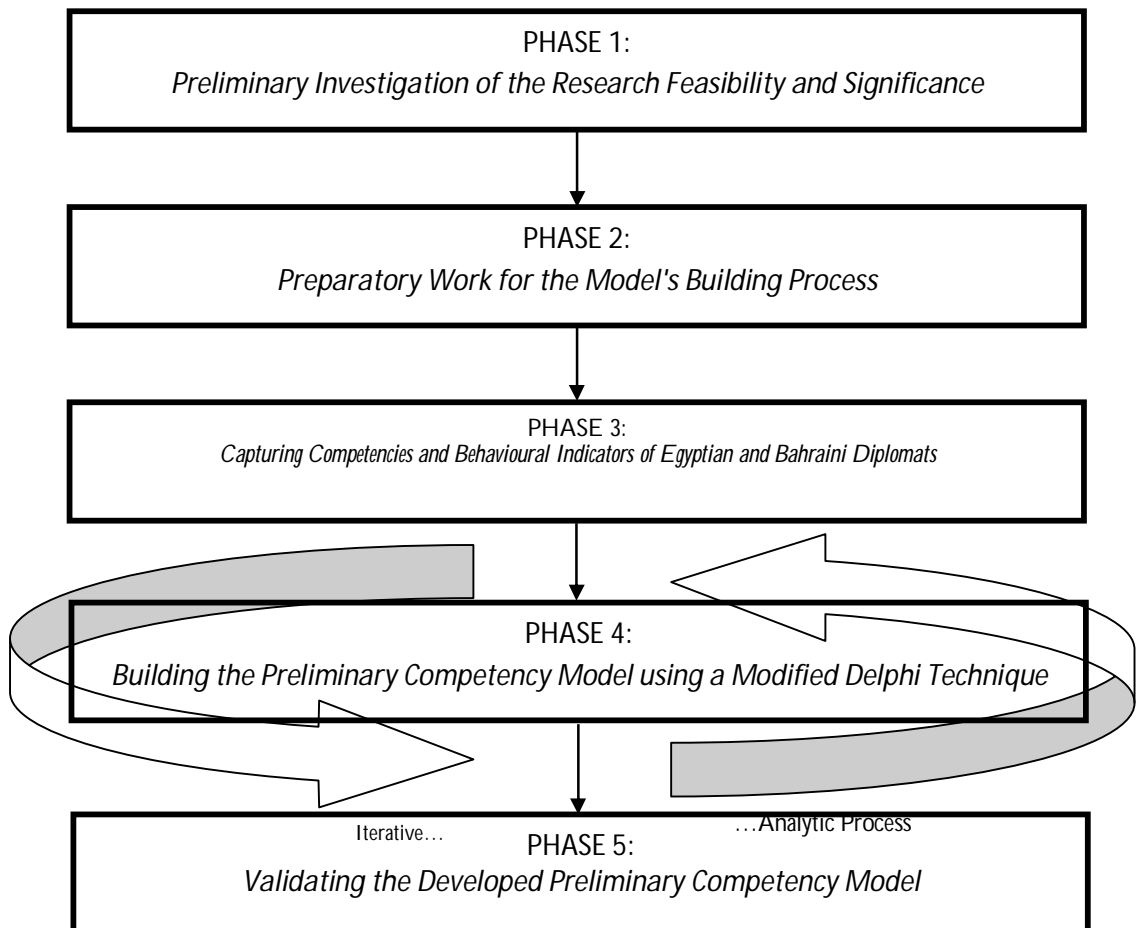 PHASE 1:
Preliminary Investigation of the Research Feasibility and Significance
PHASE 2:
Preparatory Work for the Model's Building Process
PHASE 3:
Capturing Competencies and Behavioural Indicators of Egyptian and Bahraini Diplomats
PHASE 4:
Building the Preliminary Competency Model using a Modified Delphi Technique
Iterative…
…Analytic Process
PHASE 5:
Validating the Developed Preliminary Competency Model